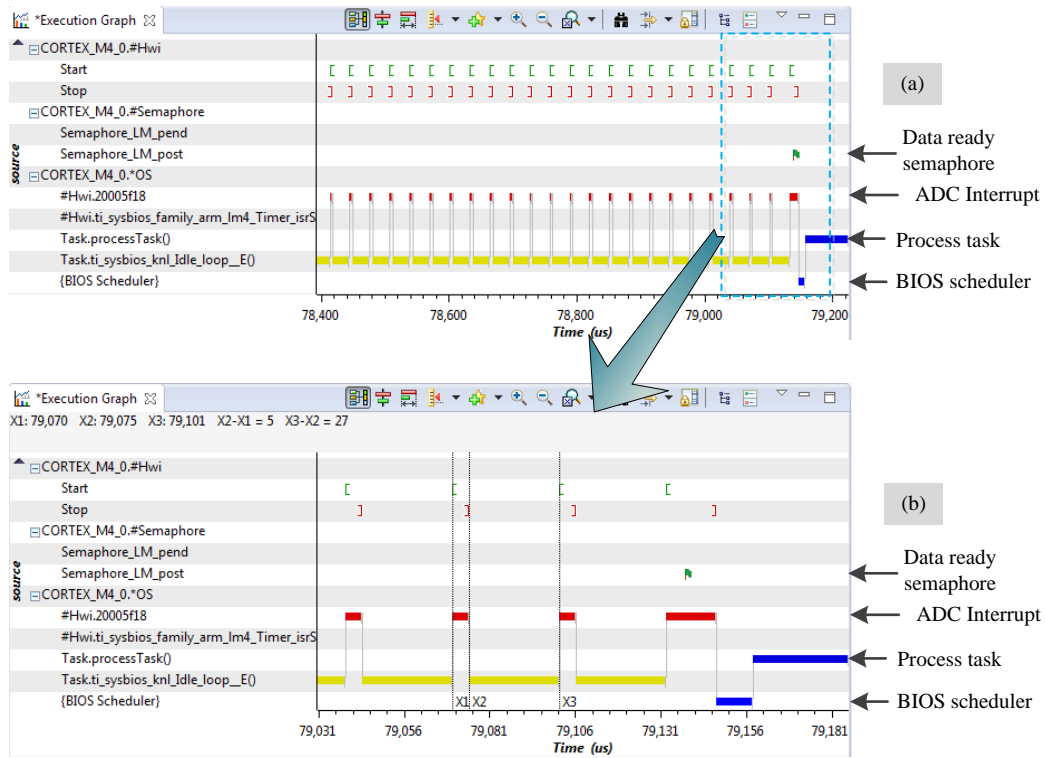 *Execution Graph
CORTEX_M4_0.#Hwi
Start
Stop
(a)
CORTEX_M4_0.#Semaphore
Semaphore_LM_pend
Data ready
semaphore
Semaphore_LM_post
source
CORTEX_M4_0.*OS
#Hwi.20005f18
ADC Interrupt
#Hwi.ti_sysbios_family_arm_lm4_Timer_isrS
Task.processTask()
Process task
Task.ti_sysbios_knl_Idle_loop__E()
{BIOS Scheduler}
BIOS scheduler
78,400 78,600 78,800 79,000 79,200
Time (us)
*Execution Graph
X1: 79,070 X2: 79,075 X3: 79,101 X2-X1 = 5 X3-X2 = 27
CORTEX_M4_0.#Hwi
Start
Stop
(b)
CORTEX_M4_0.#Semaphore
Semaphore_LM_pend
Data ready
semaphore
Semaphore_LM_post
source
CORTEX_M4_0.*OS
#Hwi.20005f18
ADC Interrupt
#Hwi.ti_sysbios_family_arm_lm4_Timer_isrS
Task.processTask()
Process task
Task.ti_sysbios_knl_Idle_loop__E()
{BIOS Scheduler}
X1 X2 X3
BIOS scheduler
79,031 79,056 79,081 79,106 79,131 79,156 79,181
Time (us)